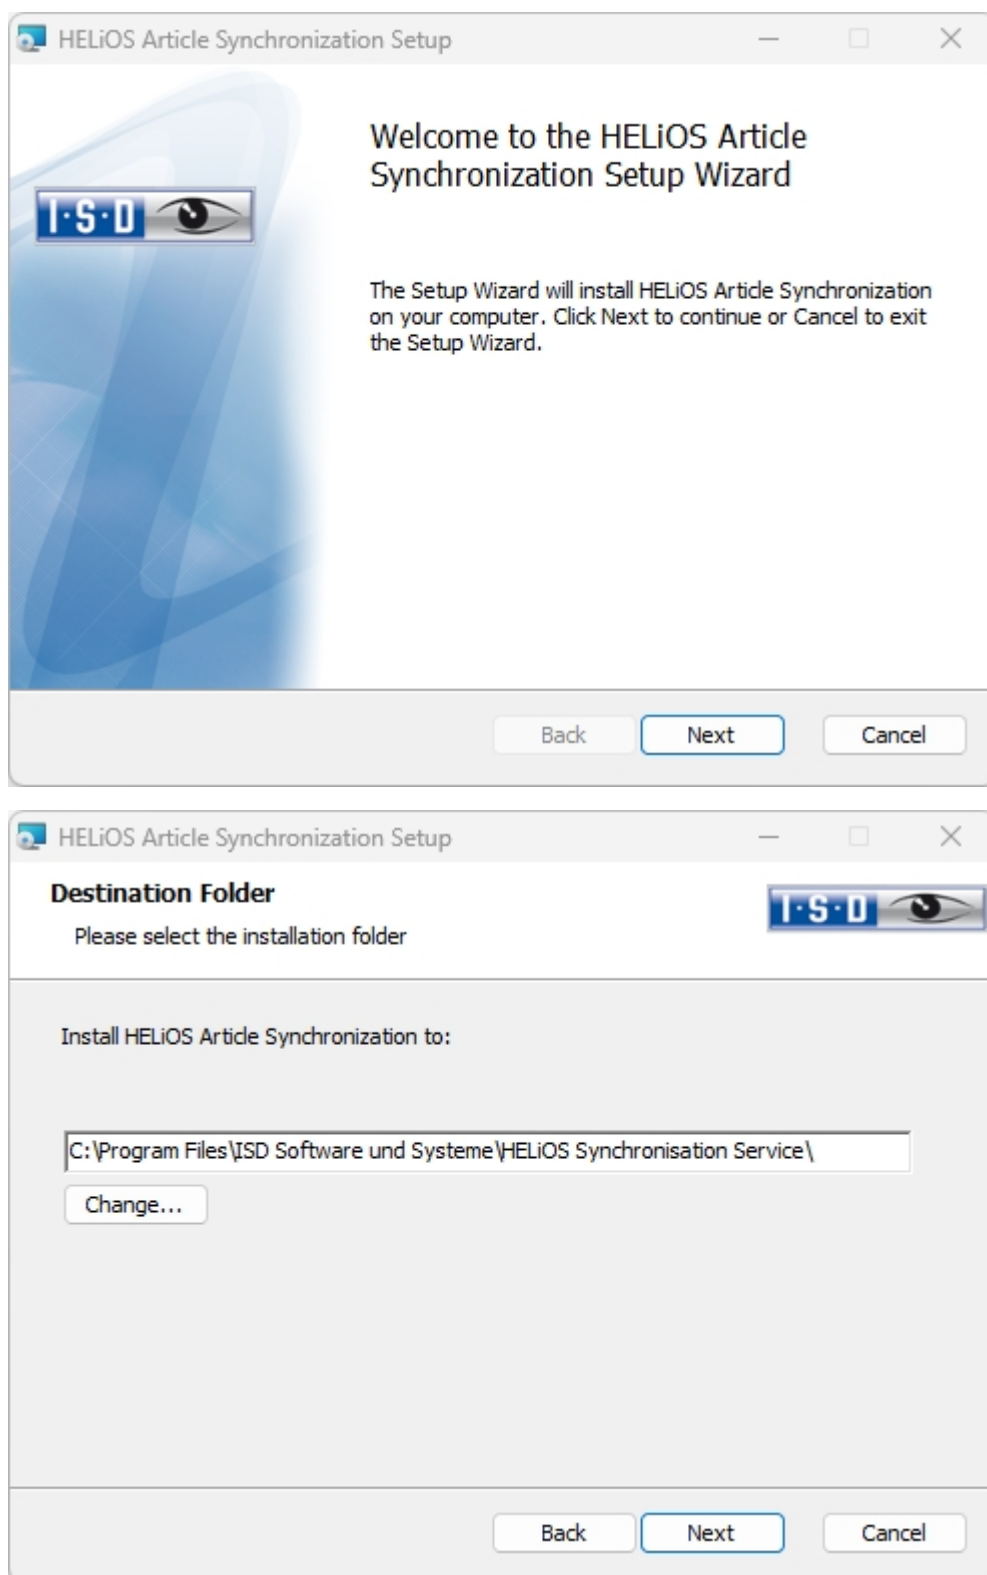 HELiOS Article Synchronization Setup
I·S·D
Welcome to the HELiOS Article
Synchronization Setup Wizard
The Setup Wizard will install HELiOS Article Synchronization
on your computer. Click Next to continue or Cancel to exit
the Setup Wizard.
Back Next Cancel
HELiOS Article Synchronization Setup
Destination Folder
I·S·D
Please select the installation folder
Install HELiOS Article Synchronization to:
C:\Program Files\ISD Software und Systeme\HELiOS Synchronisation Service\
Change...
Back Next Cancel